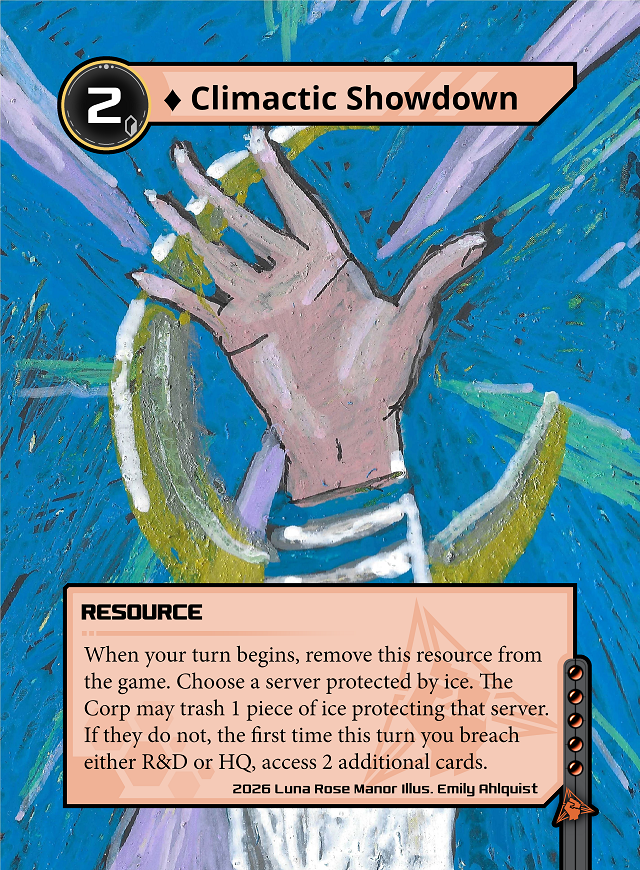 2
♦ Climactic Showdown
RESOURCE
When your turn begins, remove this resource from
the game. Choose a server protected by ice. The
Corp may trash 1 piece of ice protecting that server.
If they do not, the first time this turn you breach
either R&D or HQ, access 2 additional cards.
2026 Luna Rose Manor Illus. Emily Ahlquist